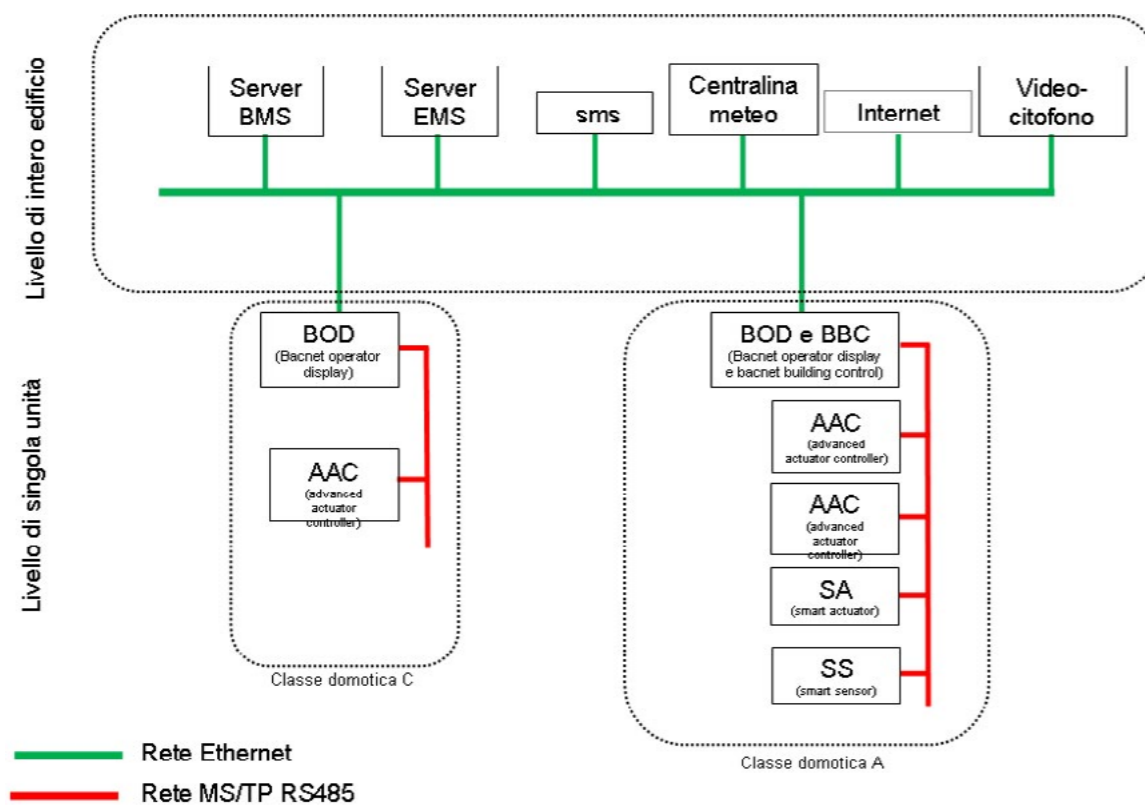 Livello di intero edificio
Server
BMS
Server
EMS
sms
Centralina
meteo
Internet
Video-
citofono
Livello di singola unità
BOD
(Bacnet operator
display)
AAC
(advanced
actuator
controller)
Classe domotica C
BOD e BBC
(Bacnet operator display
e bacnet building control)
AAC
(advanced
actuator controller)
AAC
(advanced
actuator
controller)
SA
(smart actuator)
SS
(smart sensor)
Classe domotica A
Rete Ethernet
Rete MS/TP RS485